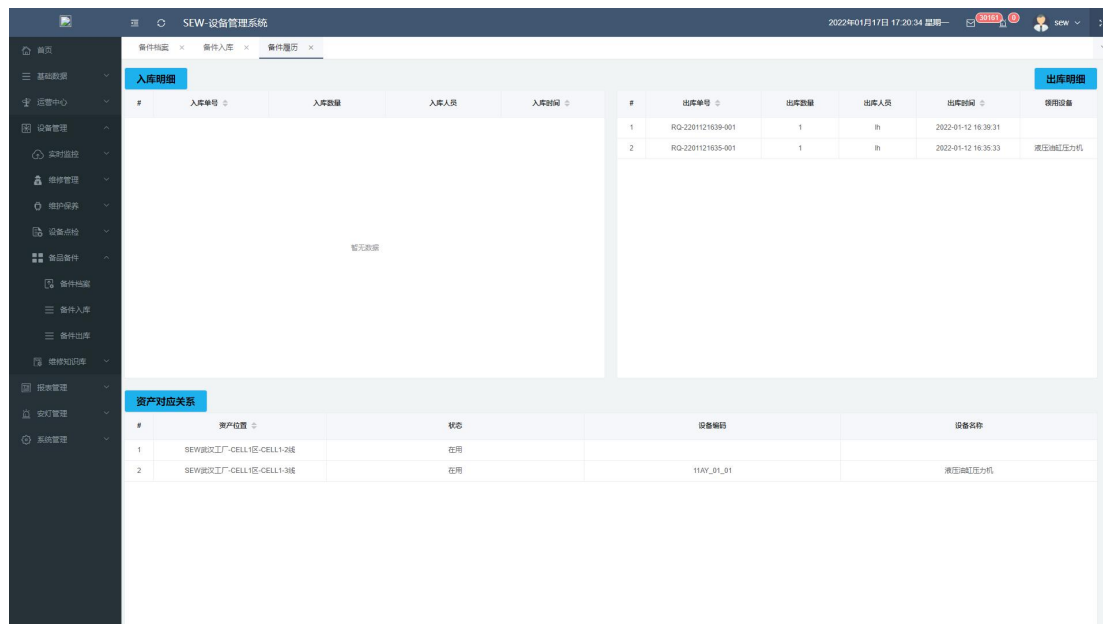 SEW-设备管理系统 2022年01月17日 17:20:34 星期一 30161 0 sew
首页
基础数据
运营中心
设备管理
实时监控
维修管理
维护保养
设备点检
备品备件
备件档案
备件入库
备件出库
维修知识库
报表管理
安灯管理
系统管理
备件档案 × 备件入库 × 备件履历 ×
入库明细
# 入库单号 入库数量 入库人员 入库时间
暂无数据
出库明细
# 出库单号 出库数量 出库人员 出库时间 领用设备
1 RQ-2201121639-001 1 lh 2022-01-12 16:39:31
2 RQ-2201121635-001 1 lh 2022-01-12 16:35:33 液压油缸压力机
资产对应关系
# 资产位置 状态 设备编码 设备名称
1 SEW武汉工厂-CELL1区-CELL1-2线 在用
2 SEW武汉工厂-CELL1区-CELL1-3线 在用 11AY_01_01 液压油缸压力机